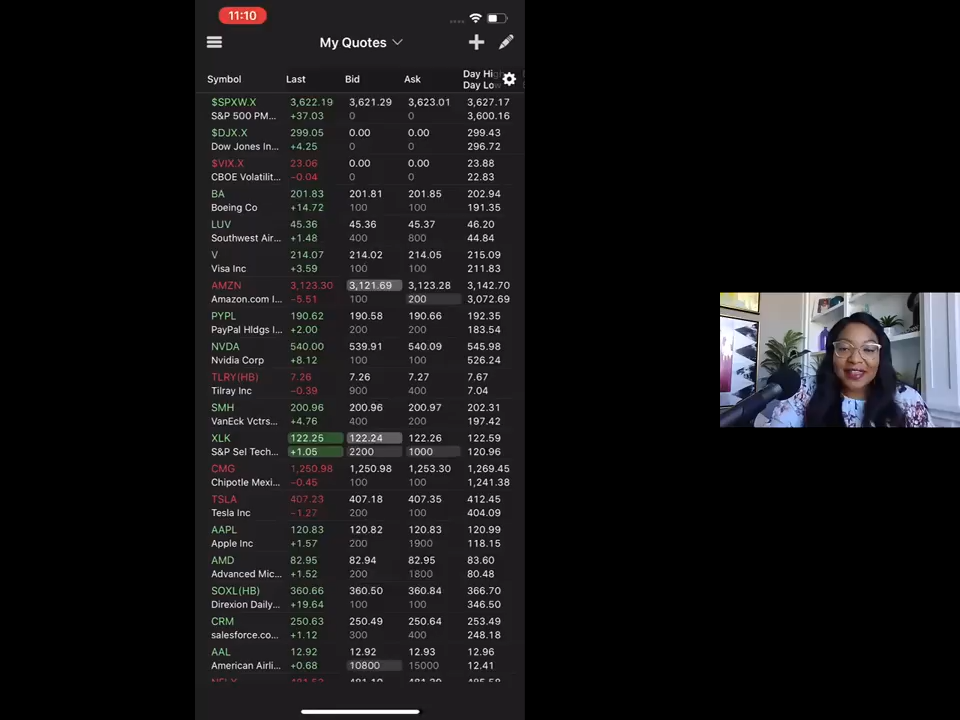 11:10
My Quotes
Symbol Last Bid Ask Day Hi
Day Low
$SPXW.X 3,622.19 3,621.29 3,623.01 3,627.17
S&P 500 PM... +37.03 0 0 3,600.16
$DJX.X 299.05 0.00 0.00 299.43
Dow Jones In... +4.25 0 0 296.72
$VIX.X 23.06 0.00 0.00 23.88
CBOE Volatilit... −0.04 0 0 22.83
BA 201.83 201.81 201.85 202.94
Boeing Co +14.72 100 100 191.35
LUV 45.36 45.36 45.37 46.20
Southwest Air... +1.48 400 800 44.84
V 214.07 214.02 214.05 215.09
Visa Inc +3.59 100 100 211.83
AMZN 3,123.30 3,121.69 3,123.28 3,142.70
Amazon.com I... −5.51 100 200 3,072.69
PYPL 190.62 190.58 190.66 192.35
PayPal Hldgs I... +2.00 200 200 183.54
NVDA 540.00 539.91 540.09 545.98
Nvidia Corp +8.12 100 100 526.24
TLRY(HB) 7.26 7.26 7.27 7.67
Tilray Inc −0.39 900 400 7.04
SMH 200.96 200.96 200.97 202.31
VanEck Vctrs... +4.76 400 200 197.42
XLK 122.25 122.24 122.26 122.59
S&P Sel Tech... +1.05 2200 1000 120.96
CMG 1,250.98 1,250.98 1,253.30 1,269.45
Chipotle Mexi... −0.45 100 100 1,241.38
TSLA 407.23 407.18 407.35 412.45
Tesla Inc −1.27 200 100 404.09
AAPL 120.83 120.82 120.83 120.99
Apple Inc +1.57 200 1900 118.15
AMD 82.95 82.94 82.95 83.60
Advanced Mic... +1.52 200 1800 80.48
SOXL(HB) 360.66 360.50 360.84 366.70
Direxion Daily... +19.64 100 100 346.50
CRM 250.63 250.49 250.64 253.49
salesforce.co... +1.12 300 400 248.18
AAL 12.92 12.92 12.93 12.96
American Airli... +0.68 10800 15000 12.41